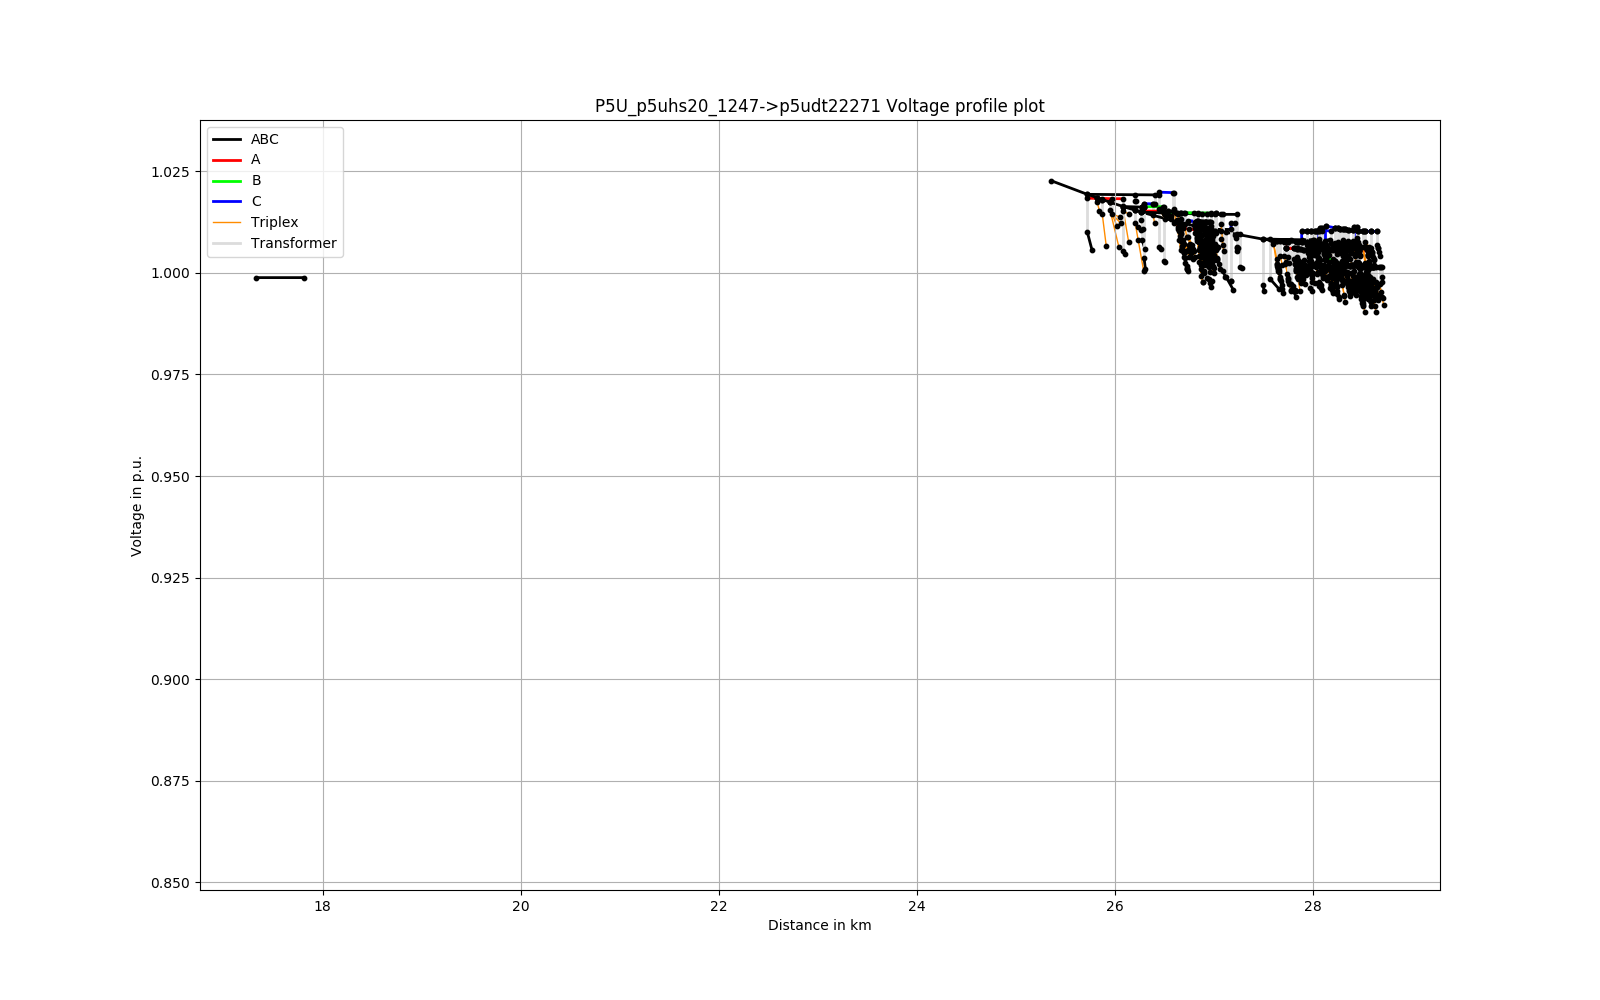 P5U_p5uhs20_1247->p5udt22271 Voltage profile plot
ABC
A
B
C
Triplex
Transformer
1.025
1.000
0.975
0.950
0.925
0.900
0.875
0.850
Voltage in p.u.
18 20 22 24 26 28
Distance in km